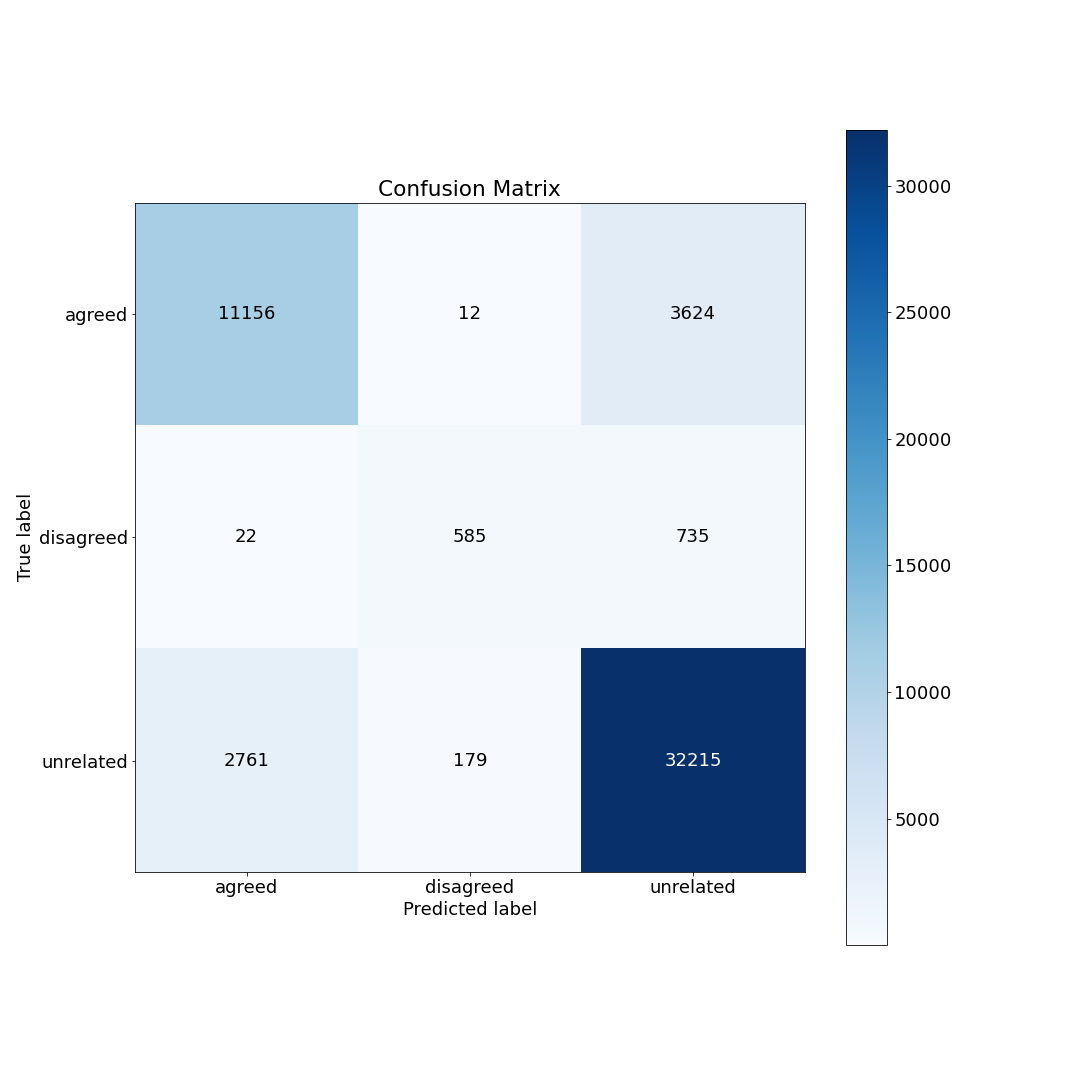 Confusion Matrix
agreed 11156 12 3624
disagreed 22 585 735
unrelated 2761 179 32215
agreed disagreed unrelated
Predicted label
True label
30000
25000
20000
15000
10000
5000